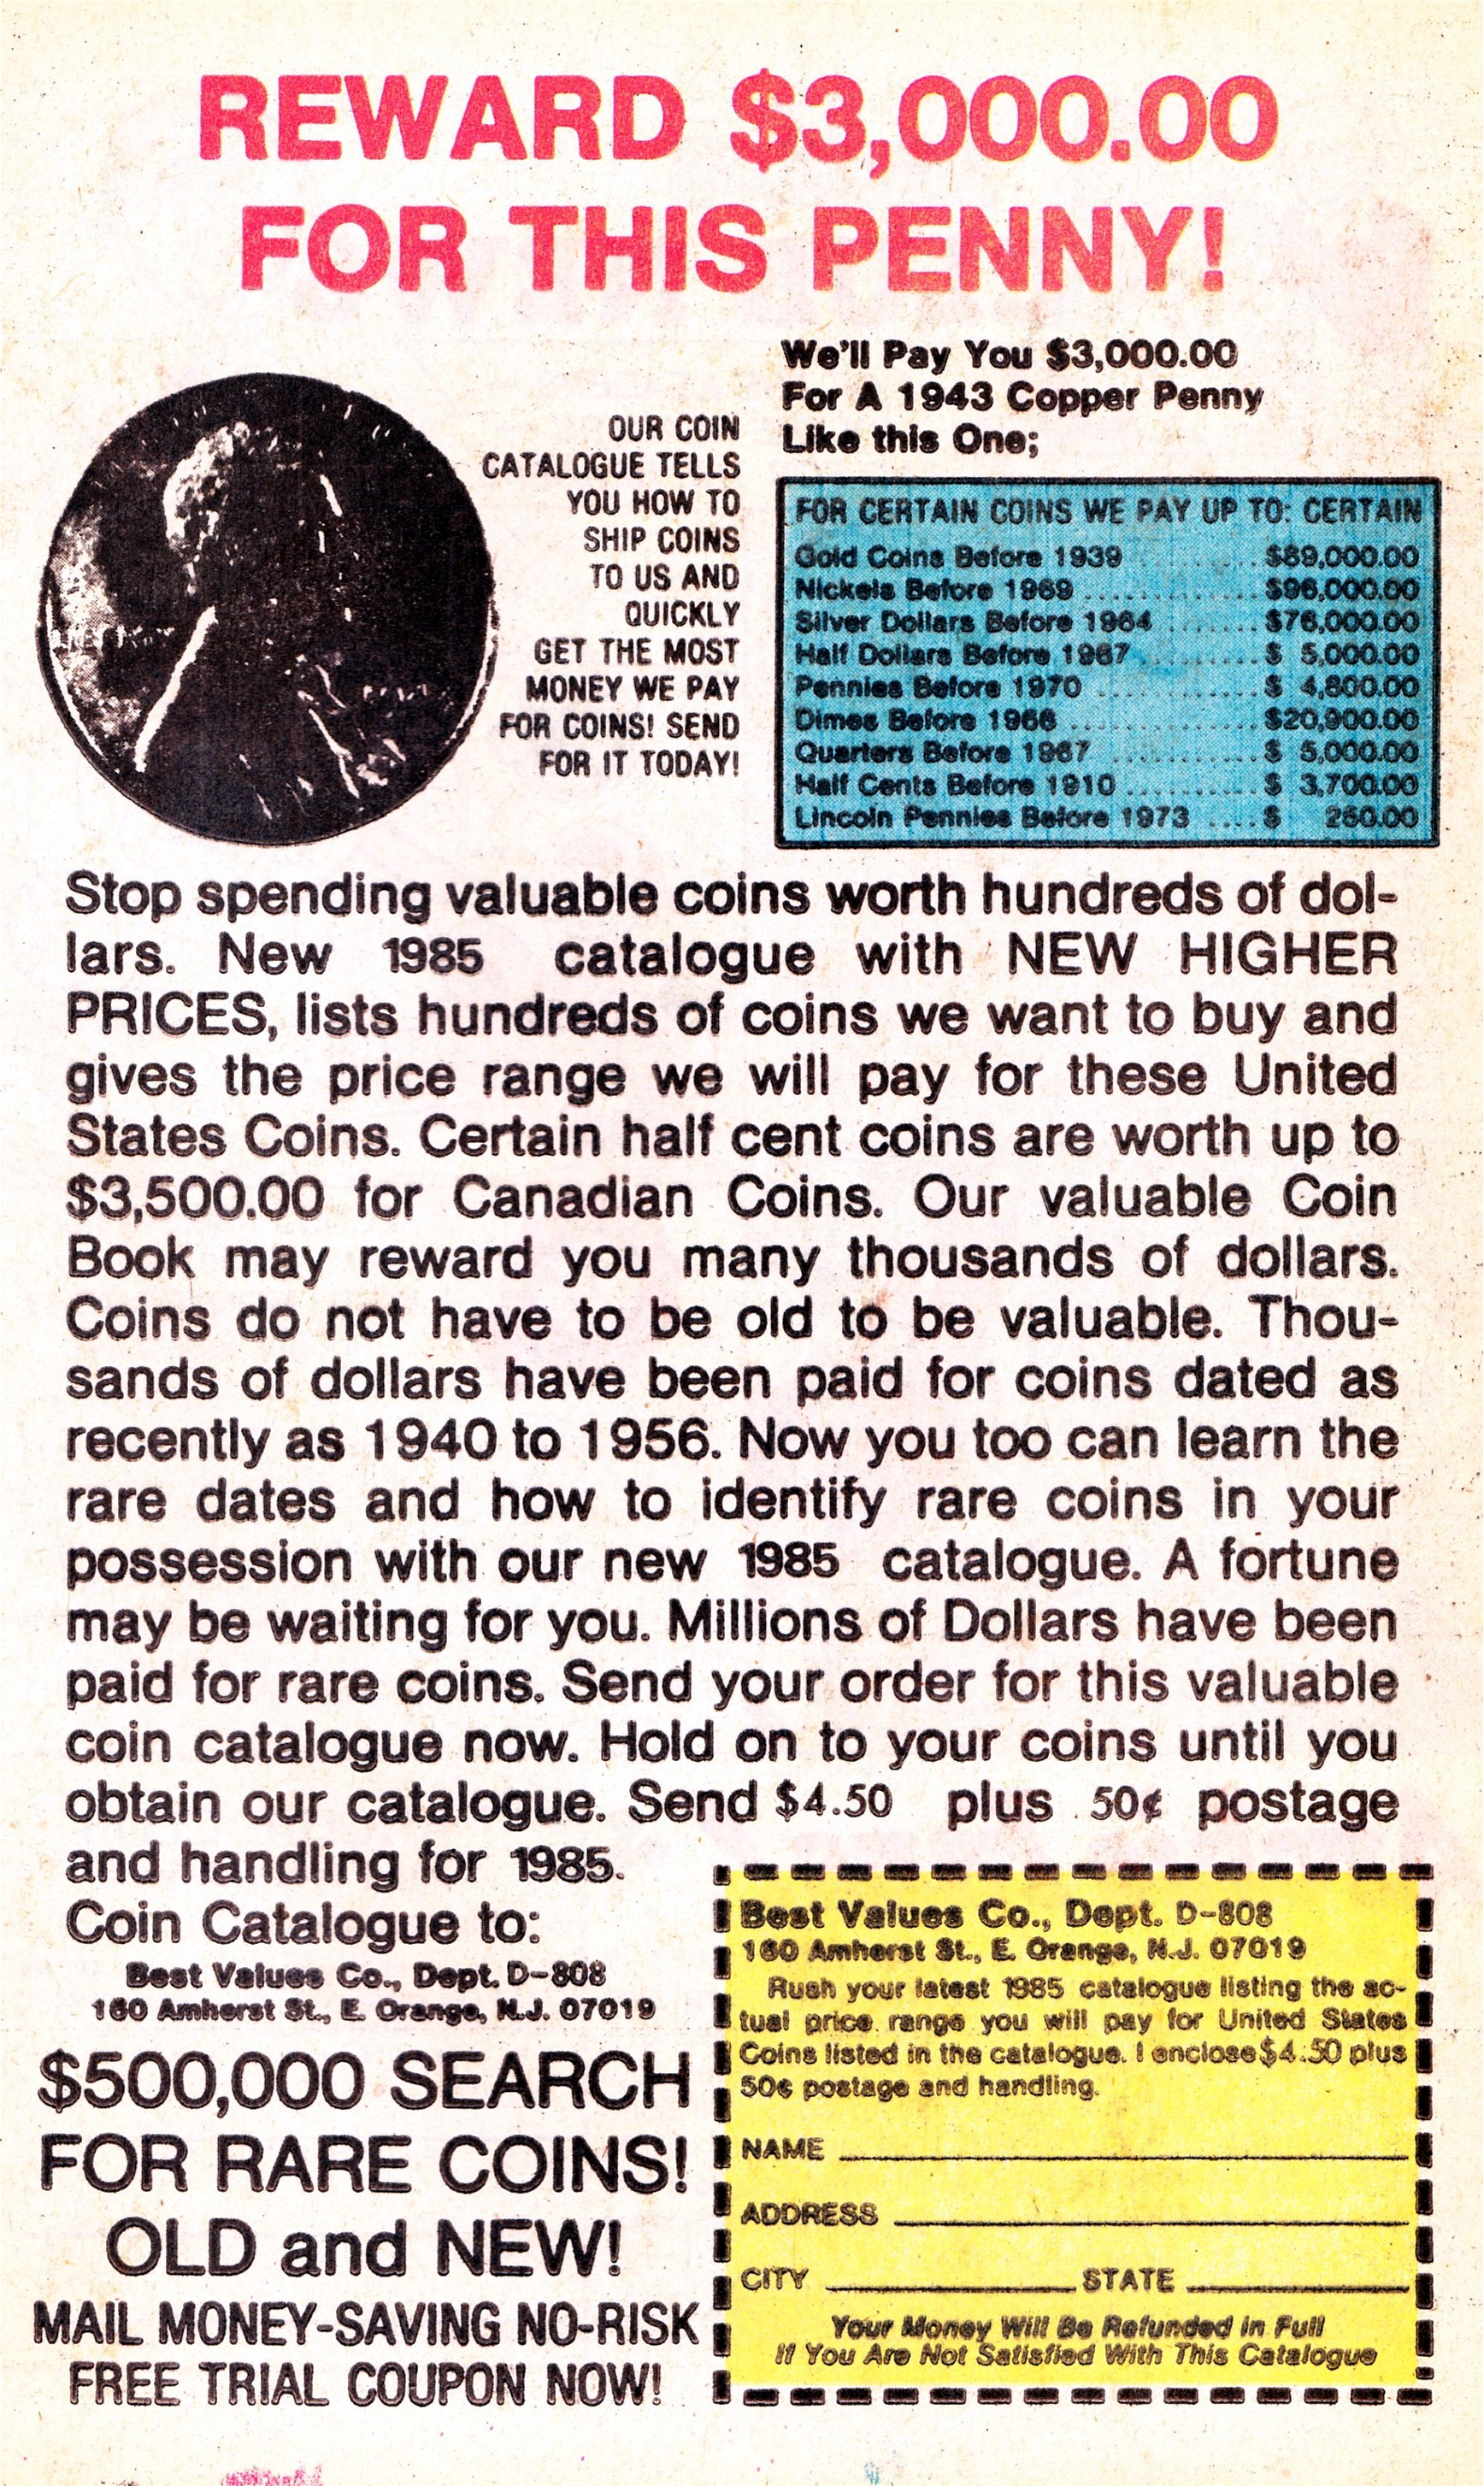 REWARD $3,000.00
FOR THIS PENNY!
OUR COIN
CATALOGUE TELLS
YOU HOW TO
SHIP COINS
TO US AND
QUICKLY
GET THE MOST
MONEY WE PAY
FOR COINS! SEND
FOR IT TODAY!
We'll Pay You $3,000.00
For A 1943 Copper Penny
Like this One;
FOR CERTAIN COINS WE PAY UP TO: CERTAIN
Gold Coins Before 1939 .......... $89,000.00
Nickels Before 1969 ............. $96,000.00
Silver Dollars Before 1964 ....... $76,000.00
Half Dollars Before 1967 ......... $ 5,000.00
Pennies Before 1970 ............ $ 4,800.00
Dimes Before 1966 .............. $20,900.00
Quarters Before 1967 ........... $ 5,000.00
Half Cents Before 1910 .......... $ 3,700.00
Lincoln Pennies Before 1973 .... $ 250.00
Stop spending valuable coins worth hundreds of dol-
lars. New 1985 catalogue with NEW HIGHER
PRICES, lists hundreds of coins we want to buy and
gives the price range we will pay for these United
States Coins. Certain half cent coins are worth up to
$3,500.00 for Canadian Coins. Our valuable Coin
Book may reward you many thousands of dollars.
Coins do not have to be old to be valuable. Thou-
sands of dollars have been paid for coins dated as
recently as 1940 to 1956. Now you too can learn the
rare dates and how to identify rare coins in your
possession with our new 1985 catalogue. A fortune
may be waiting for you. Millions of Dollars have been
paid for rare coins. Send your order for this valuable
coin catalogue now. Hold on to your coins until you
obtain our catalogue. Send $4.50 plus 50¢ postage
and handling for 1985.
Coin Catalogue to:
Best Values Co., Dept. D-808
160 Amherst St., E. Orange, N.J. 07019
$500,000 SEARCH
FOR RARE COINS!
OLD and NEW!
MAIL MONEY-SAVING NO-RISK
FREE TRIAL COUPON NOW!
Best Values Co., Dept. D-808
160 Amherst St., E. Orange, N.J. 07019
Rush your latest 1985 catalogue listing the ac-
tual price range you will pay for United States
Coins listed in the catalogue. I enclose $4.50 plus
50¢ postage and handling.
NAME
ADDRESS
CITY STATE
Your Money Will Be Refunded in Full
If You Are Not Satisfied With This Catalogue